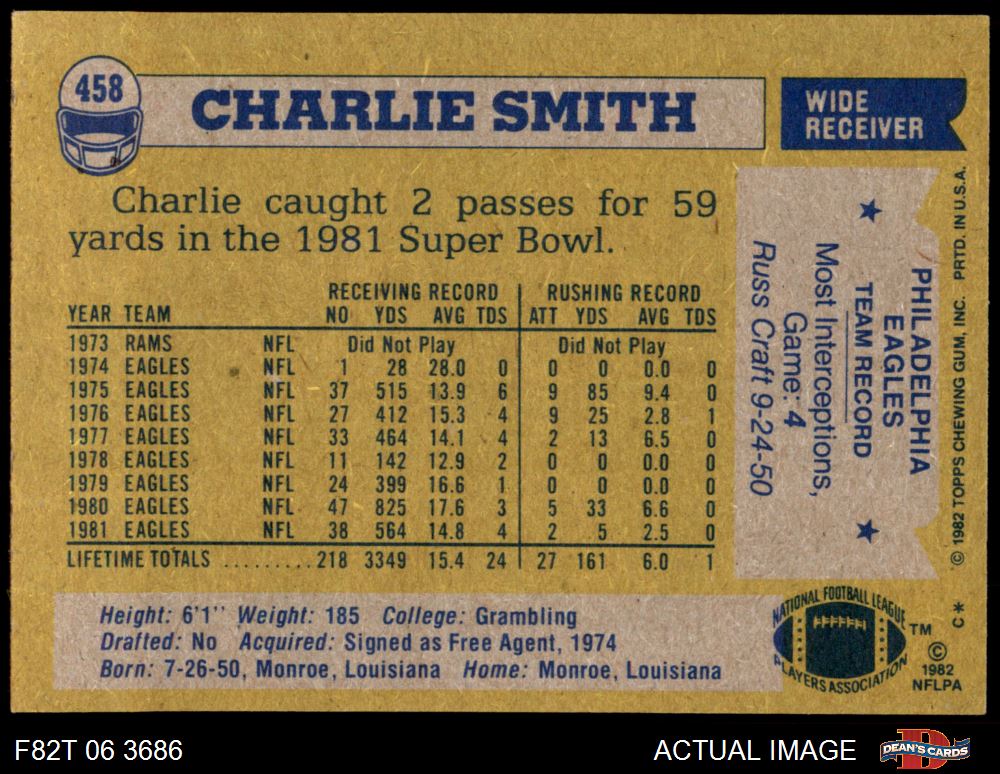 458
CHARLIE SMITH
WIDE
RECEIVER
Charlie caught 2 passes for 59
yards in the 1981 Super Bowl.
RECEIVING RECORD RUSHING RECORD
YEAR TEAM NO YDS AVG TDS ATT YDS AVG TDS
1973 RAMS NFL Did Not Play Did Not Play
1974 EAGLES NFL 1 28 28.0 0 0 0 0.0 0
1975 EAGLES NFL 37 515 13.9 6 9 85 9.4 0
1976 EAGLES NFL 27 412 15.3 4 9 25 2.8 1
1977 EAGLES NFL 33 464 14.1 4 2 13 6.5 0
1978 EAGLES NFL 11 142 12.9 2 0 0 0.0 0
1979 EAGLES NFL 24 399 16.6 1 0 0 0.0 0
1980 EAGLES NFL 47 825 17.6 3 5 33 6.6 0
1981 EAGLES NFL 38 564 14.8 4 2 5 2.5 0
LIFETIME TOTALS ......... 218 3349 15.4 24 27 161 6.0 1
PHILADELPHIA
EAGLES
TEAM RECORD
Most Interceptions,
Game: 4
Russ Craft 9-24-50
© 1982 TOPPS CHEWING GUM, INC. PRTD. IN U.S.A.
Height: 6'1" Weight: 185 College: Grambling
Drafted: No Acquired: Signed as Free Agent, 1974
Born: 7-26-50, Monroe, Louisiana Home: Monroe, Louisiana
NATIONAL FOOTBALL LEAGUE
PLAYERS ASSOCIATION
TM
C*
©
1982
NFLPA
F82T 06 3686
ACTUAL IMAGE
DEAN'S CARDS